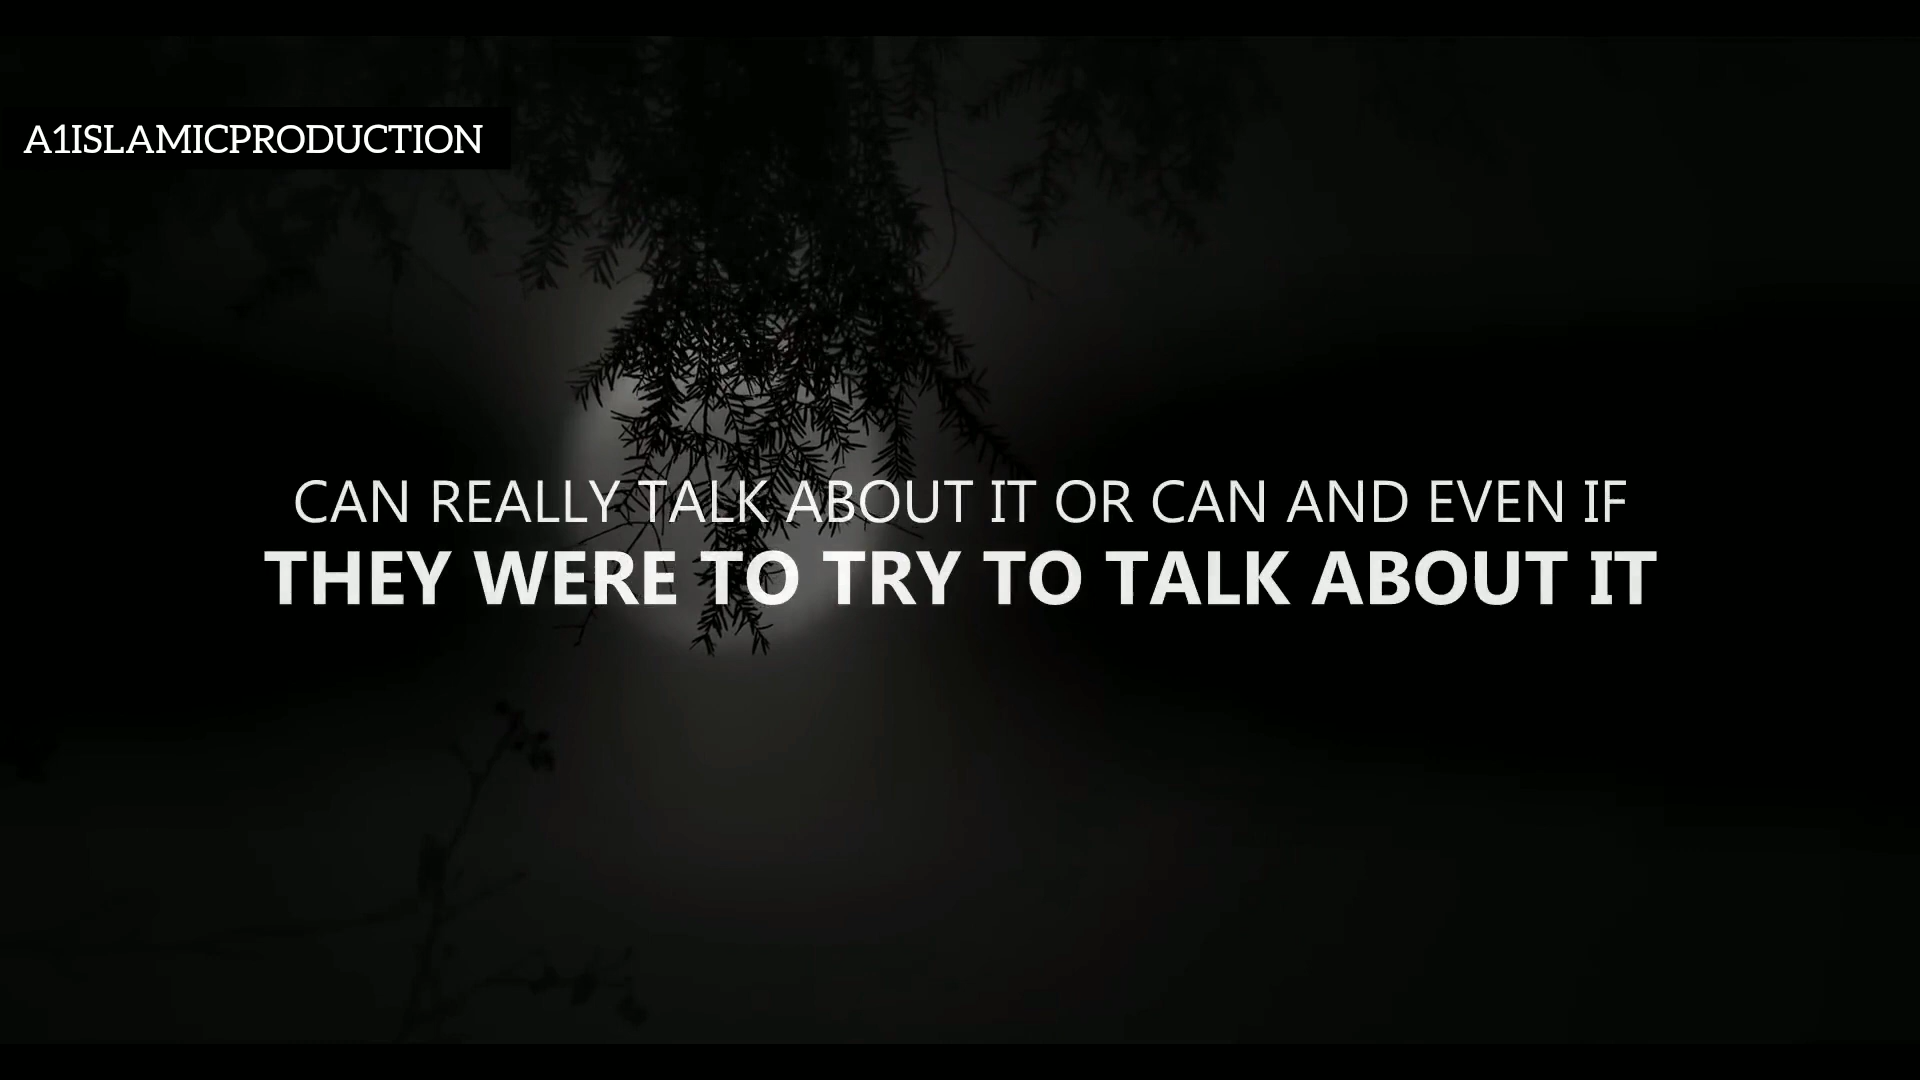 A1ISLAMICPRODUCTION
CAN REALLY TALK ABOUT IT OR CAN AND EVEN IF
THEY WERE TO TRY TO TALK ABOUT IT